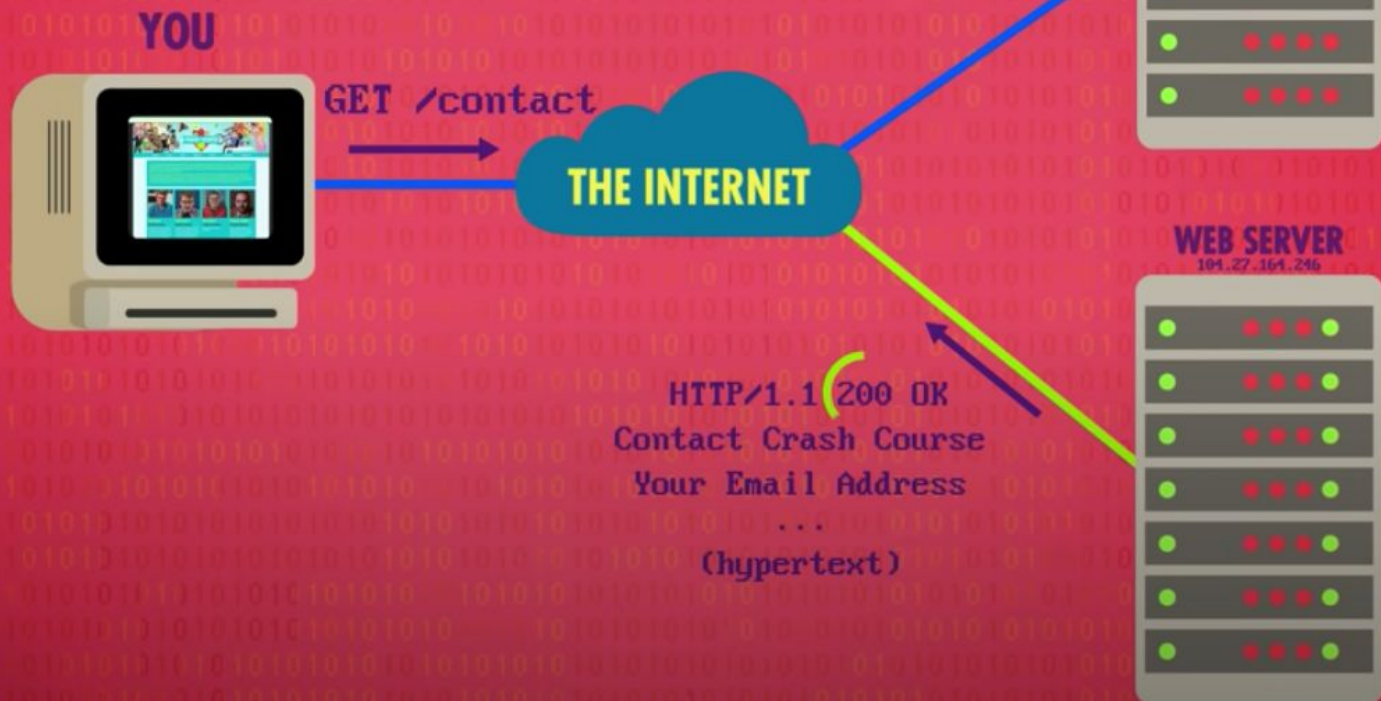 YOU
GET /contact
THE INTERNET
WEB SERVER
104.27.164.246
HTTP/1.1 200 OK
Contact Crash Course
Your Email Address
...
(hypertext)